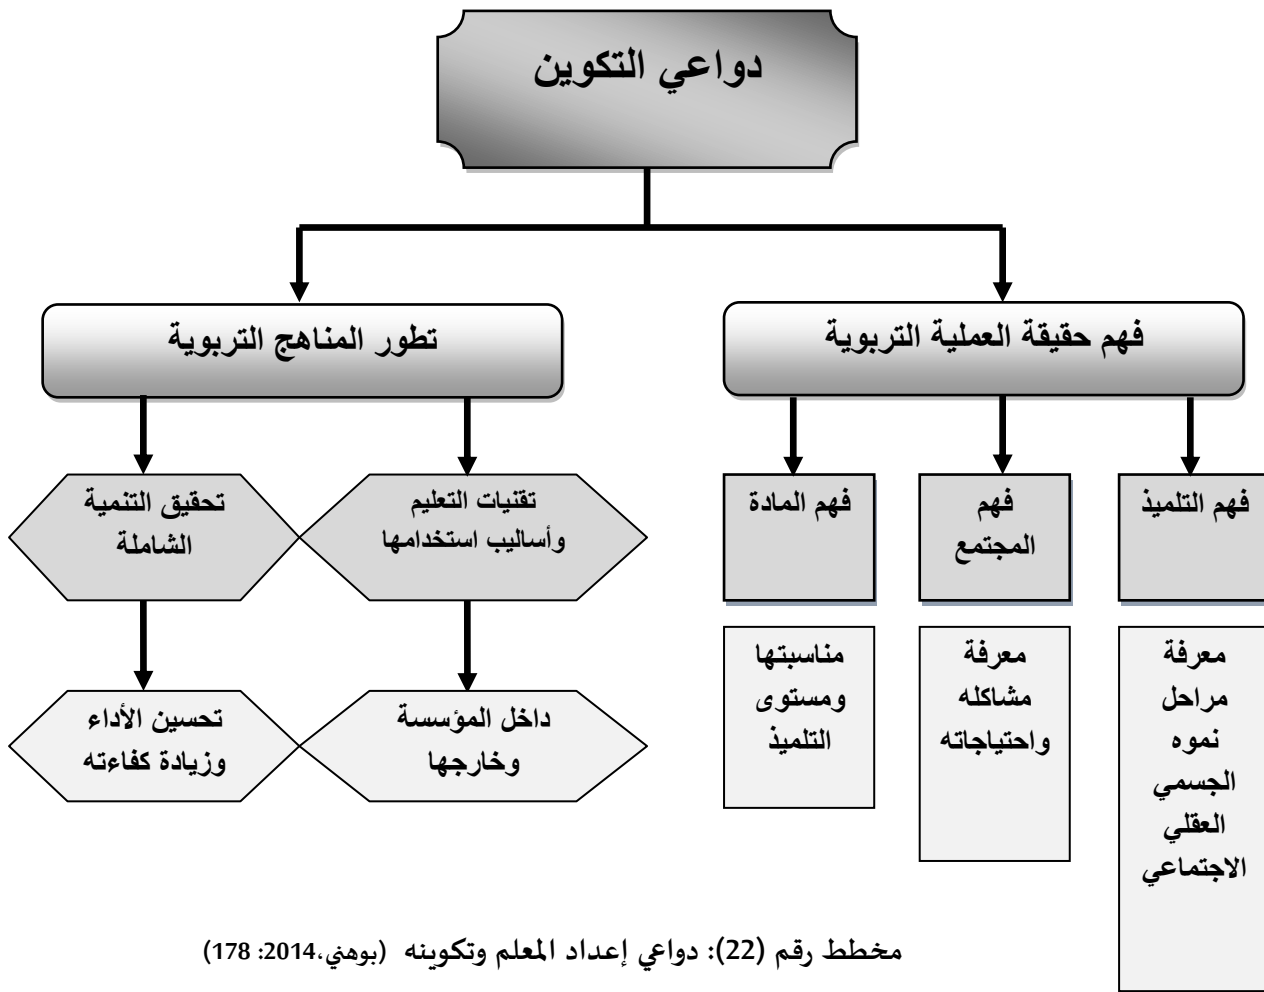 دواعي التكوين
فهم حقيقة العملية التربوية
تطور المناهج التربوية
فهم التلميذ
فهم
المجتمع
فهم المادة
تقنيات التعليم
وأساليب استخدامها
تحقيق التنمية
الشاملة
معرفة
مراحل
نموه
الجسمي
العقلي
الاجتماعي
معرفة
مشاكله
واحتياجاته
مناسبتها
ومستوى
التلميذ
داخل المؤسسة
وخارجها
تحسين الأداء
وزيادة كفاءته
مخطط رقم (22): دواعي إعداد المعلم وتكوينه (بوهني،2014: 178)